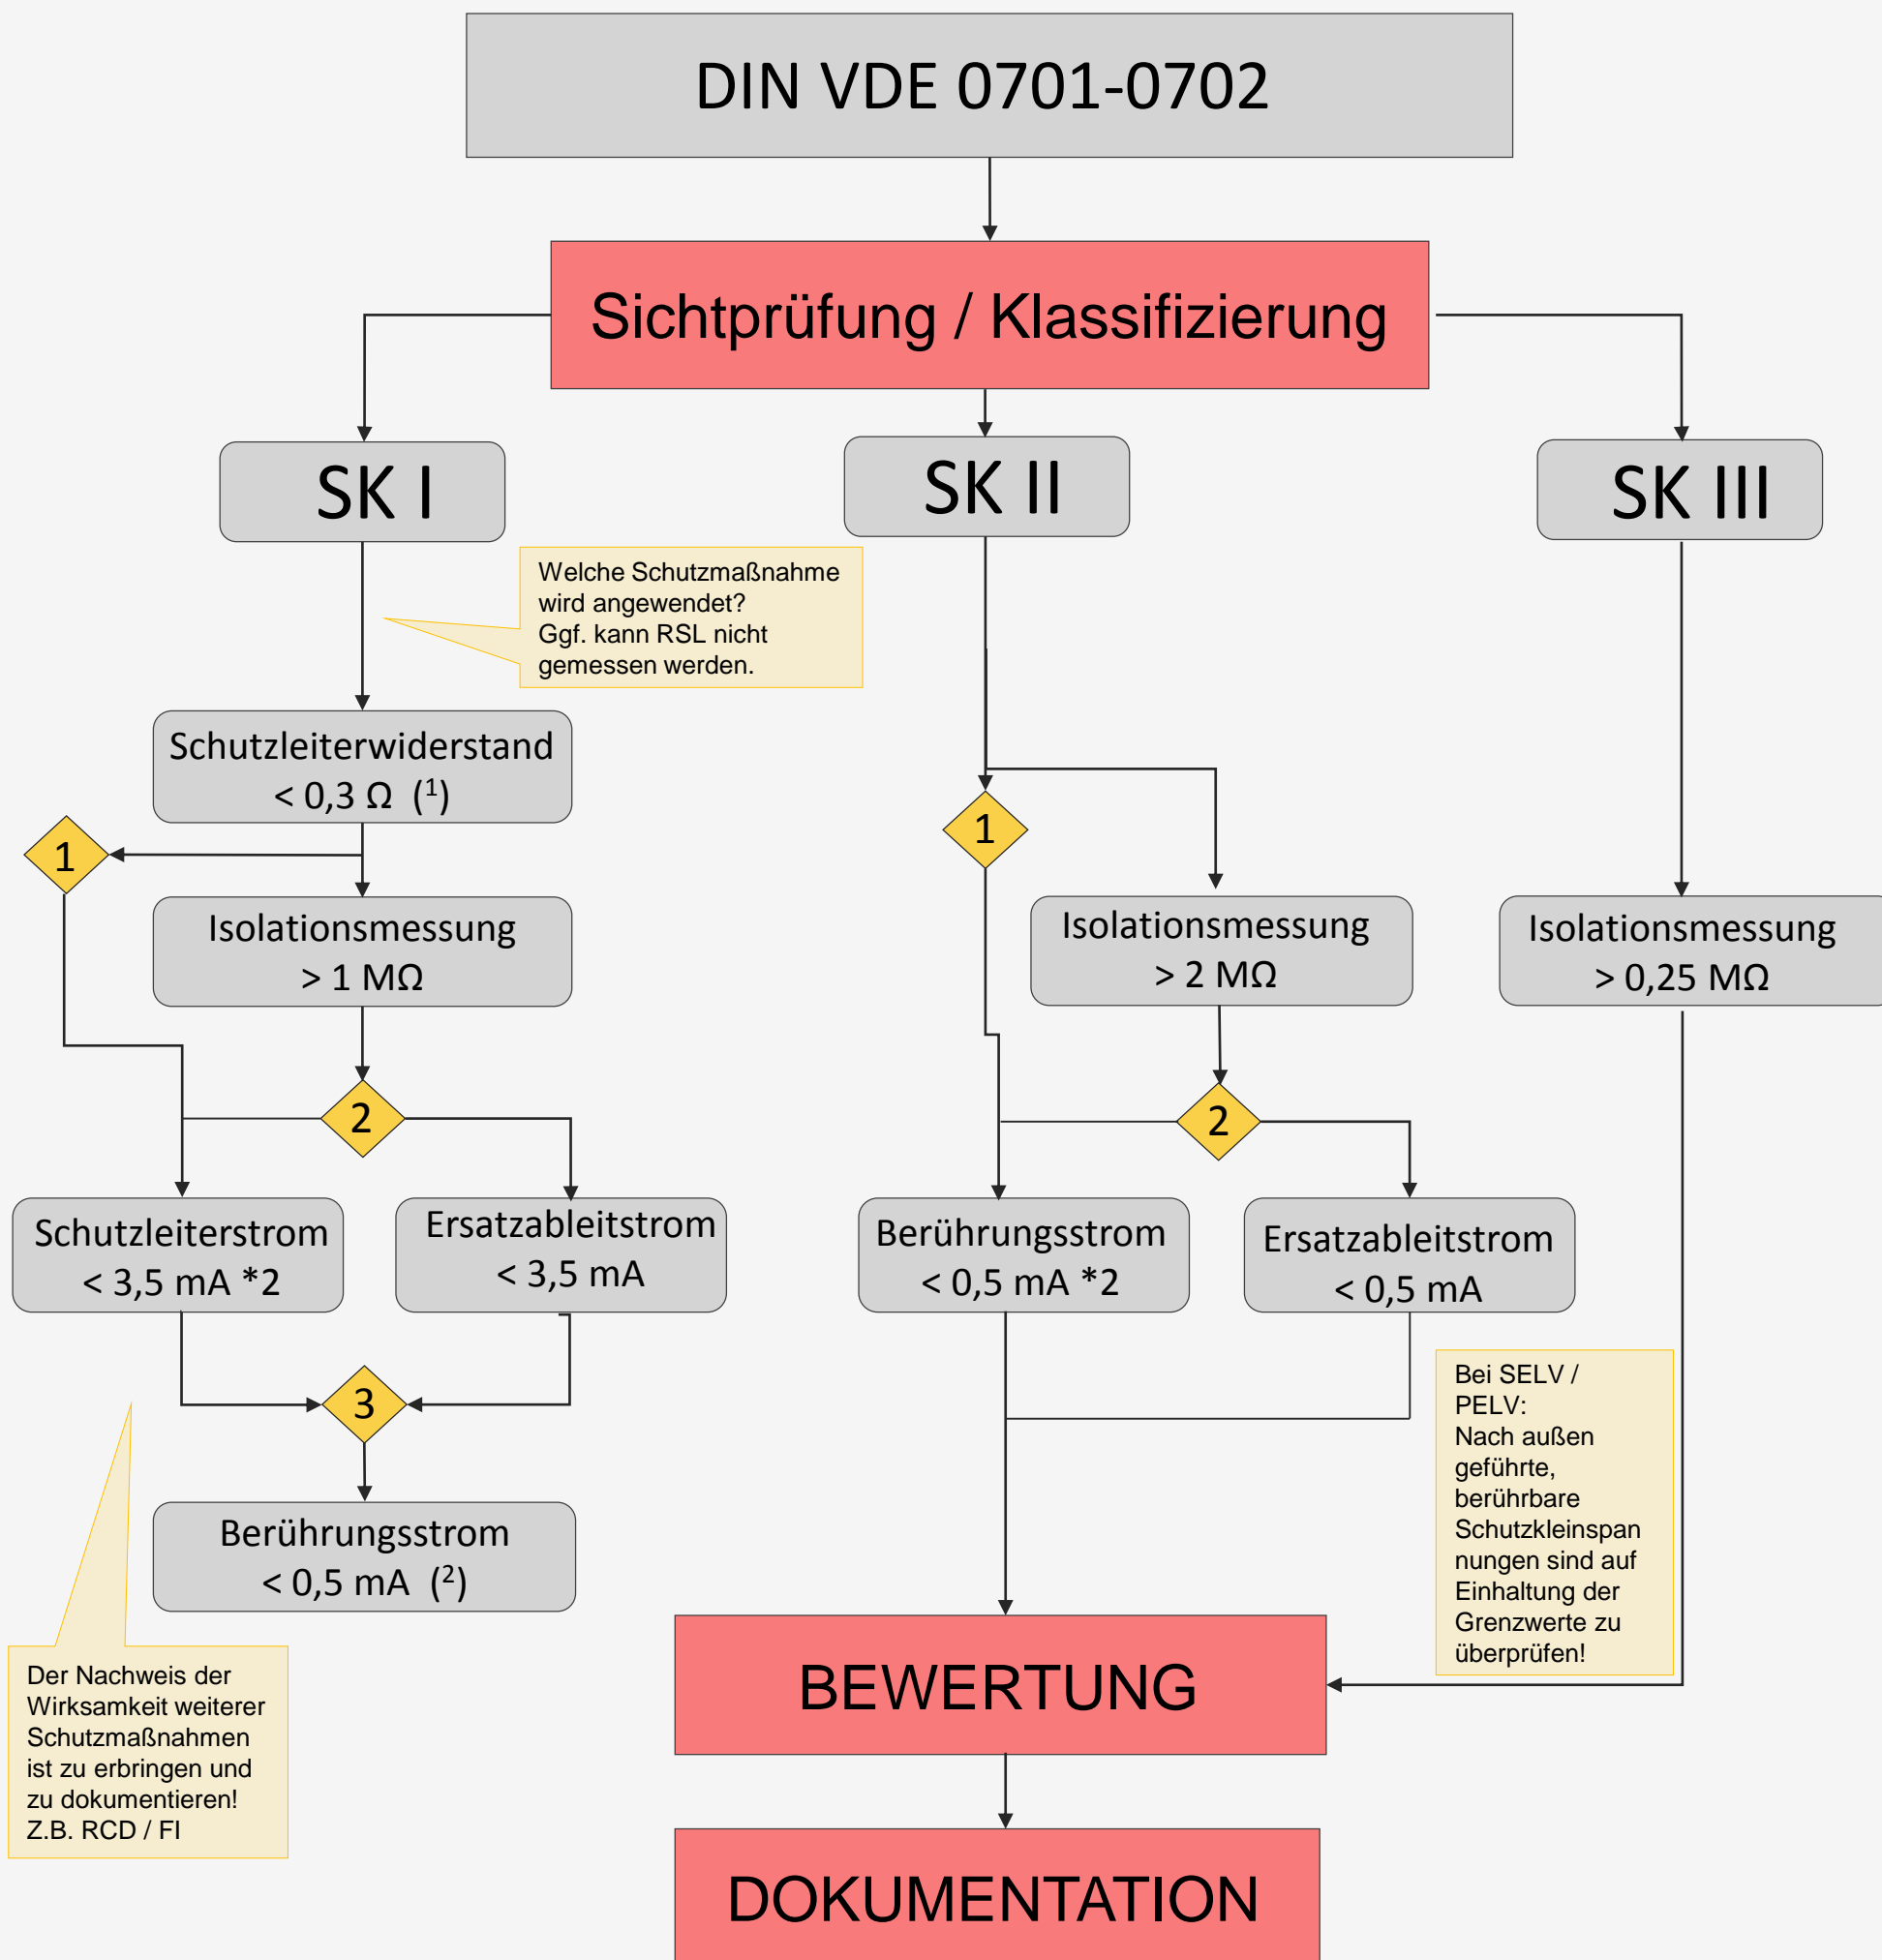 DIN VDE 0701-0702
Sichtprüfung / Klassifizierung
SK I
SK II
SK III
Welche Schutzmaßnahme
wird angewendet?
Ggf. kann RSL nicht
gemessen werden.
Schutzleiterwiderstand
< 0,3 Ω (¹)
1
1
Isolationsmessung
> 1 MΩ
Isolationsmessung
> 2 MΩ
Isolationsmessung
> 0,25 MΩ
2
2
Schutzleiterstrom
< 3,5 mA *2
Ersatzableitstrom
< 3,5 mA
Berührungsstrom
< 0,5 mA *2
Ersatzableitstrom
< 0,5 mA
3
Berührungsstrom
< 0,5 mA (²)
Bei SELV /
PELV:
Nach außen
geführte,
berührbare
Schutzkleinspan
nungen sind auf
Einhaltung der
Grenzwerte zu
überprüfen!
Der Nachweis der
Wirksamkeit weiterer
Schutzmaßnahmen
ist zu erbringen und
zu dokumentieren!
Z.B. RCD / FI
BEWERTUNG
DOKUMENTATION